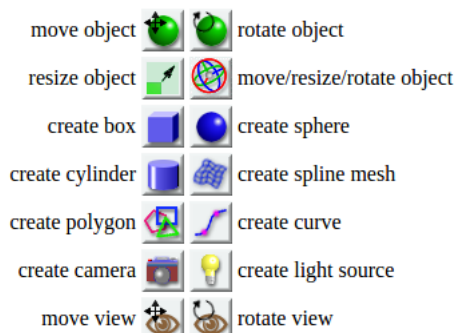 move object rotate object
resize object move/resize/rotate object
create box create sphere
create cylinder create spline mesh
create polygon create curve
create camera create light source
move view rotate view